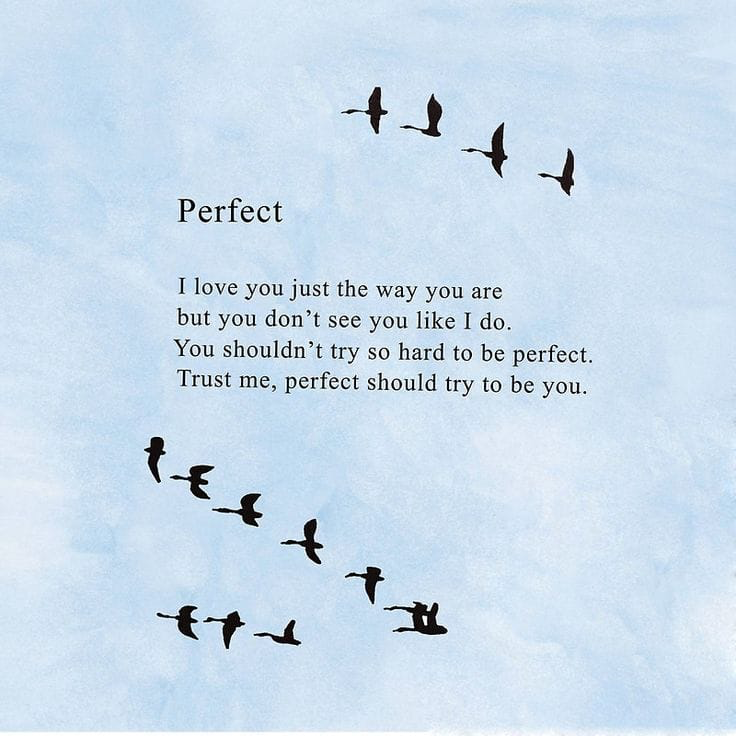 Perfect
I love you just the way you are
but you don’t see you like I do.
You shouldn’t try so hard to be perfect.
Trust me, perfect should try to be you.